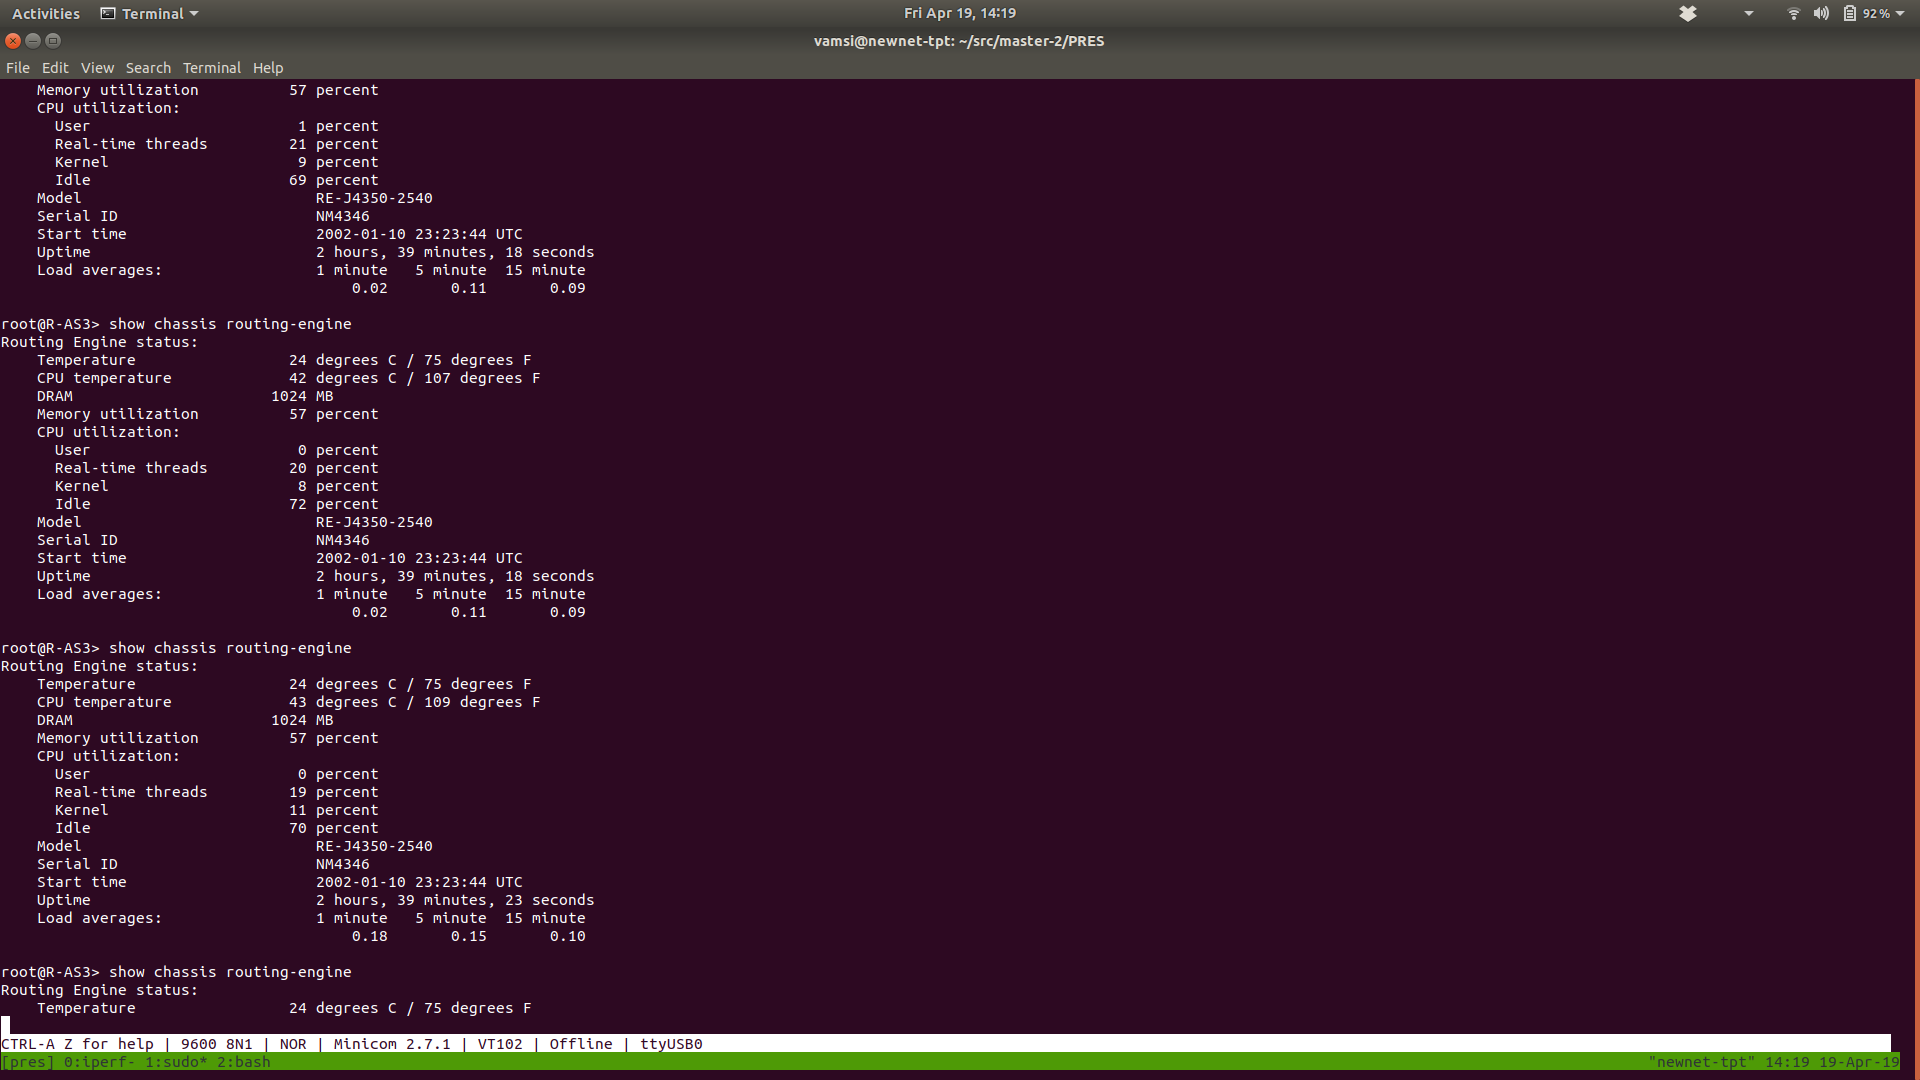 Activities Terminal Fri Apr 19, 14:19 92 %
vamsi@newnet-tpt: ~/src/master-2/PRES
File Edit View Search Terminal Help
    Memory utilization          57 percent
    CPU utilization:
      User                       1 percent
      Real-time threads         21 percent
      Kernel                     9 percent
      Idle                      69 percent
    Model                          RE-J4350-2540
    Serial ID                      NM4346
    Start time                     2002-01-10 23:23:44 UTC
    Uptime                         2 hours, 39 minutes, 18 seconds
    Load averages:                 1 minute   5 minute  15 minute
                                       0.02       0.11       0.09
root@R-AS3> show chassis routing-engine
Routing Engine status:
    Temperature                 24 degrees C / 75 degrees F
    CPU temperature             42 degrees C / 107 degrees F
    DRAM                      1024 MB
    Memory utilization          57 percent
    CPU utilization:
      User                       0 percent
      Real-time threads         20 percent
      Kernel                     8 percent
      Idle                      72 percent
    Model                          RE-J4350-2540
    Serial ID                      NM4346
    Start time                     2002-01-10 23:23:44 UTC
    Uptime                         2 hours, 39 minutes, 18 seconds
    Load averages:                 1 minute   5 minute  15 minute
                                       0.02       0.11       0.09
root@R-AS3> show chassis routing-engine
Routing Engine status:
    Temperature                 24 degrees C / 75 degrees F
    CPU temperature             43 degrees C / 109 degrees F
    DRAM                      1024 MB
    Memory utilization          57 percent
    CPU utilization:
      User                       0 percent
      Real-time threads         19 percent
      Kernel                    11 percent
      Idle                      70 percent
    Model                          RE-J4350-2540
    Serial ID                      NM4346
    Start time                     2002-01-10 23:23:44 UTC
    Uptime                         2 hours, 39 minutes, 23 seconds
    Load averages:                 1 minute   5 minute  15 minute
                                       0.18       0.15       0.10
root@R-AS3> show chassis routing-engine
Routing Engine status:
    Temperature                 24 degrees C / 75 degrees F
CTRL-A Z for help | 9600 8N1 | NOR | Minicom 2.7.1 | VT102 | Offline | ttyUSB0
[pres] 0:iperf- 1:sudo* 2:bash "newnet-tpt" 14:19 19-Apr-19